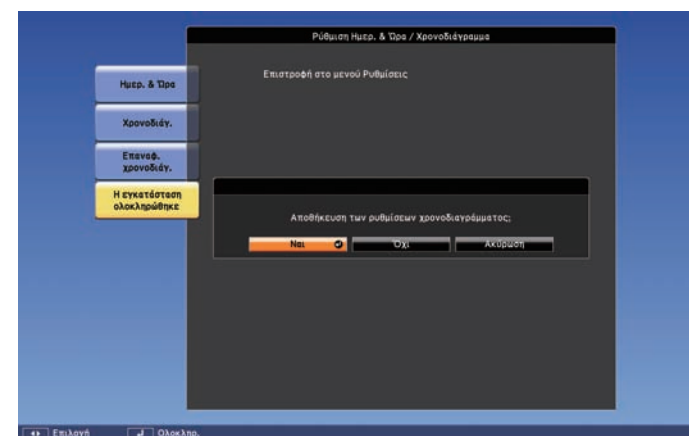 Ρύθμιση Ημερ. & Ώρα / Χρονοδιάγραμμα
Επιστροφή στο μενού Ρυθμίσεις
Ημερ. & Ώρα
Χρονοδιάγ.
Επαναφ.
χρονοδιάγ.
Η εγκατάσταση
ολοκληρώθηκε
Αποθήκευση των ρυθμίσεων χρονοδιαγράμματος;
Ναι Όχι Ακύρωση
Επιλογή Ολοκληρ.